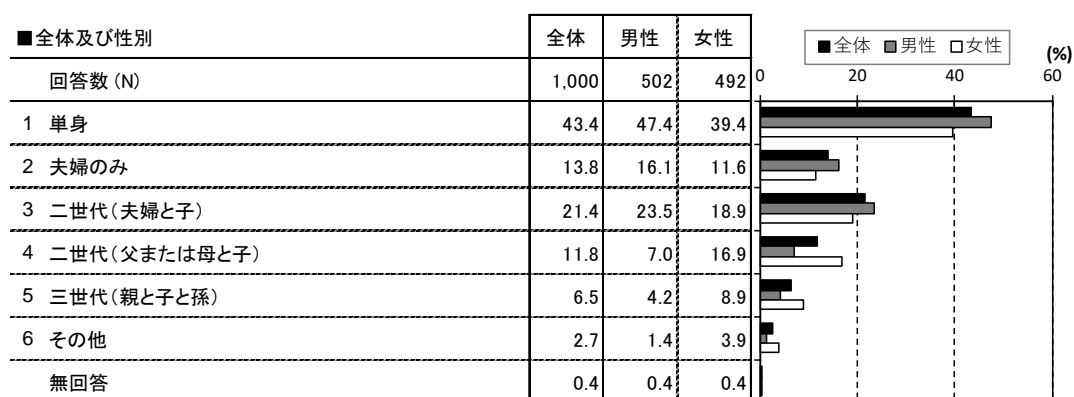 ■全体及び性別 全体 男性 女性
■全体 ■男性 □女性
(%)
回答数 (N) 1,000 502 492
0 20 40 60
1 単身 43.4 47.4 39.4
2 夫婦のみ 13.8 16.1 11.6
3 二世代(夫婦と子) 21.4 23.5 18.9
4 二世代(父または母と子) 11.8 7.0 16.9
5 三世代(親と子と孫) 6.5 4.2 8.9
6 その他 2.7 1.4 3.9
無回答 0.4 0.4 0.4